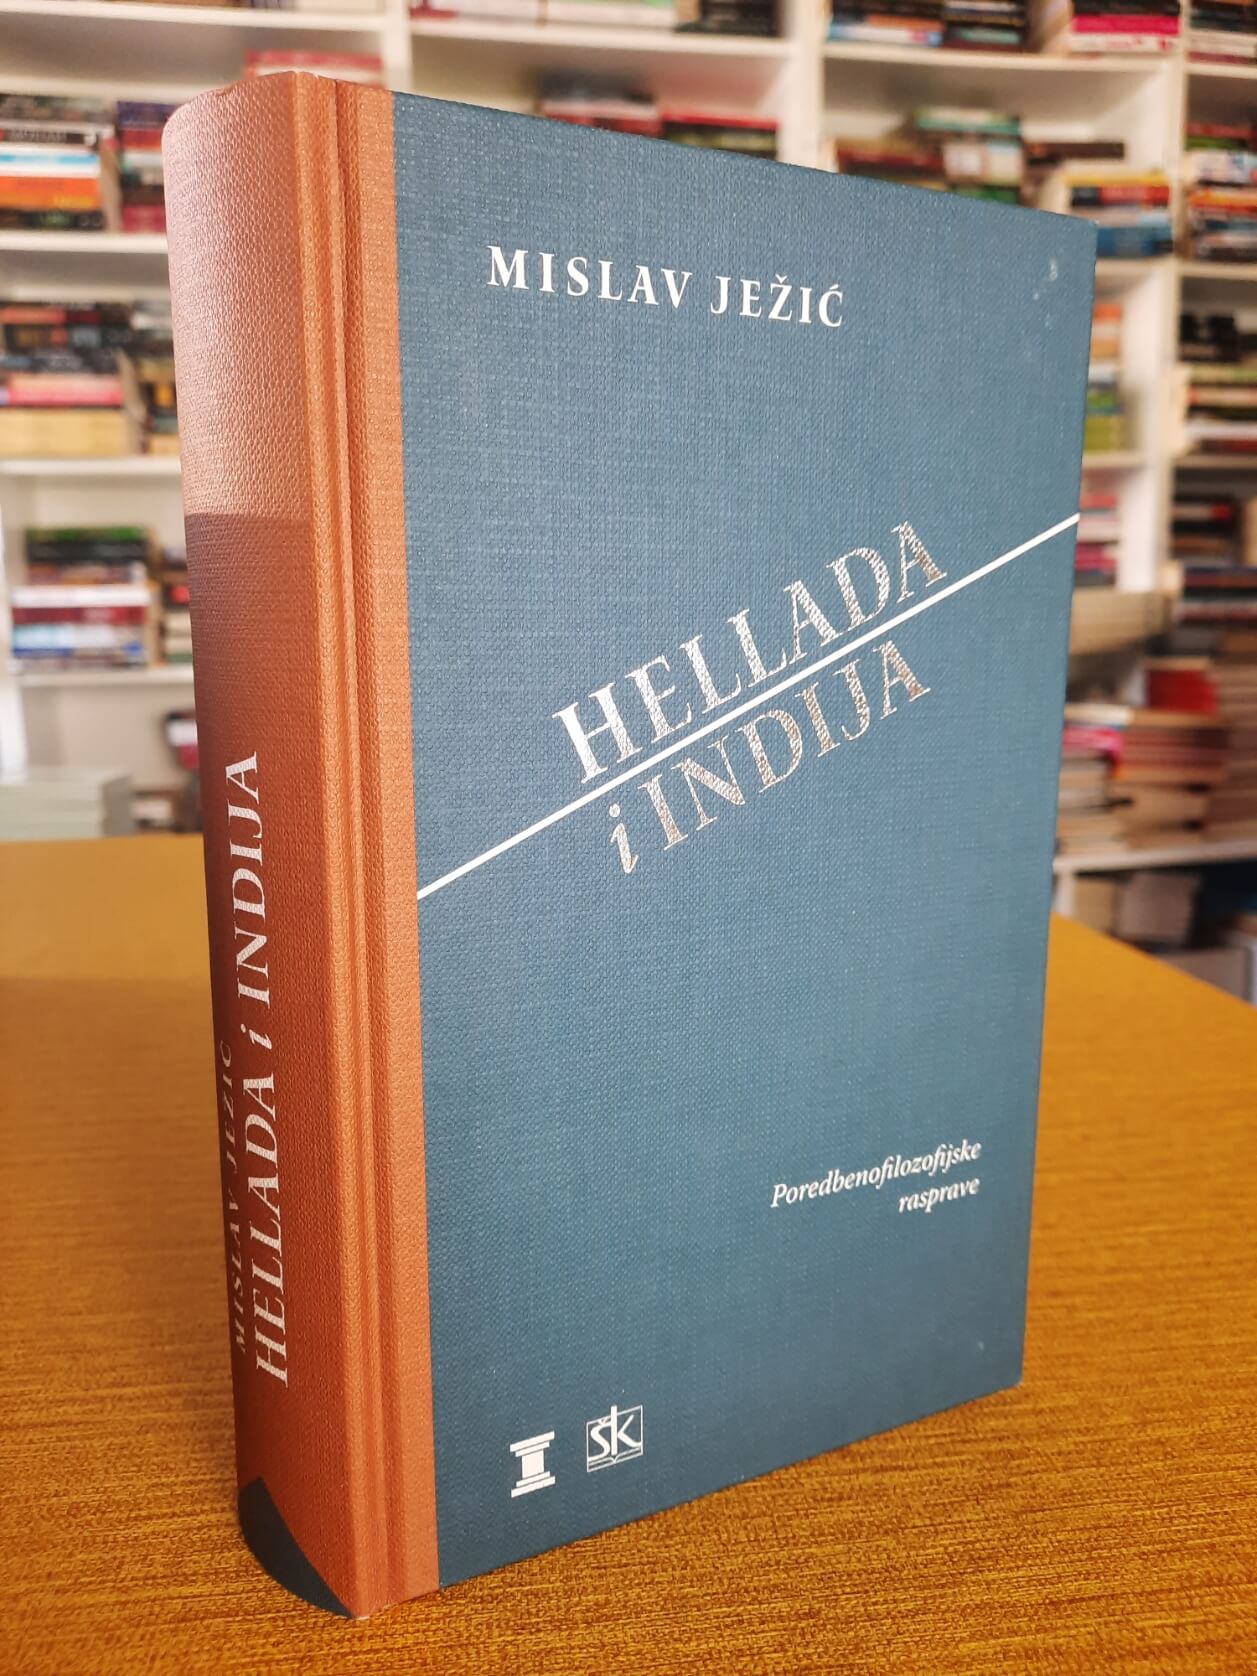 MISLAV JEŽIĆ
HELLADA
i INDIJA
Poredbenofilozofijske
rasprave
ŠK
MISLAV JEŽIĆ
HELLADA i INDIJA